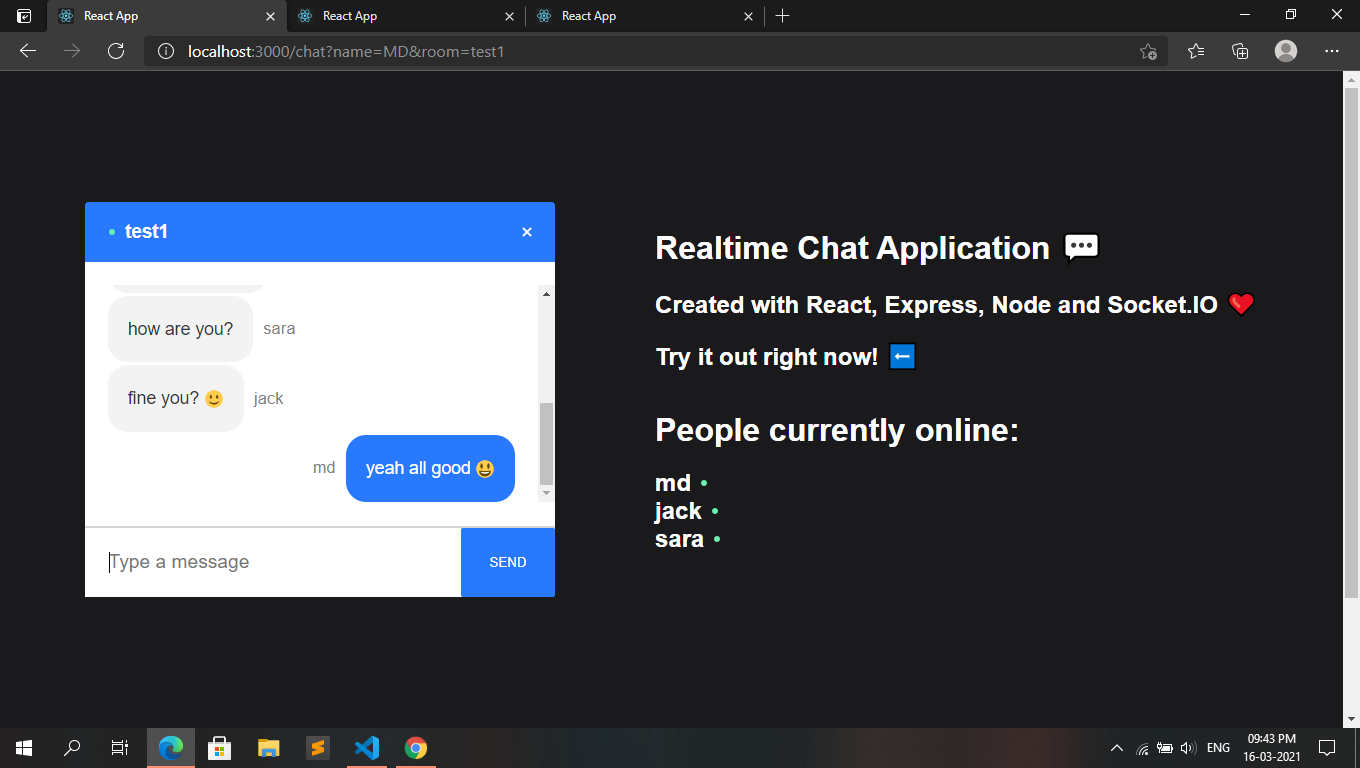 React App
React App
React App
localhost:3000/chat?name=MD&room=test1
test1
how are you? sara
fine you? 🙂 jack
md yeah all good 😃
Type a message
SEND
Realtime Chat Application 💬
Created with React, Express, Node and Socket.IO ❤️
Try it out right now! ⬅️
People currently online:
md
jack
sara
ENG
09:43 PM
16-03-2021